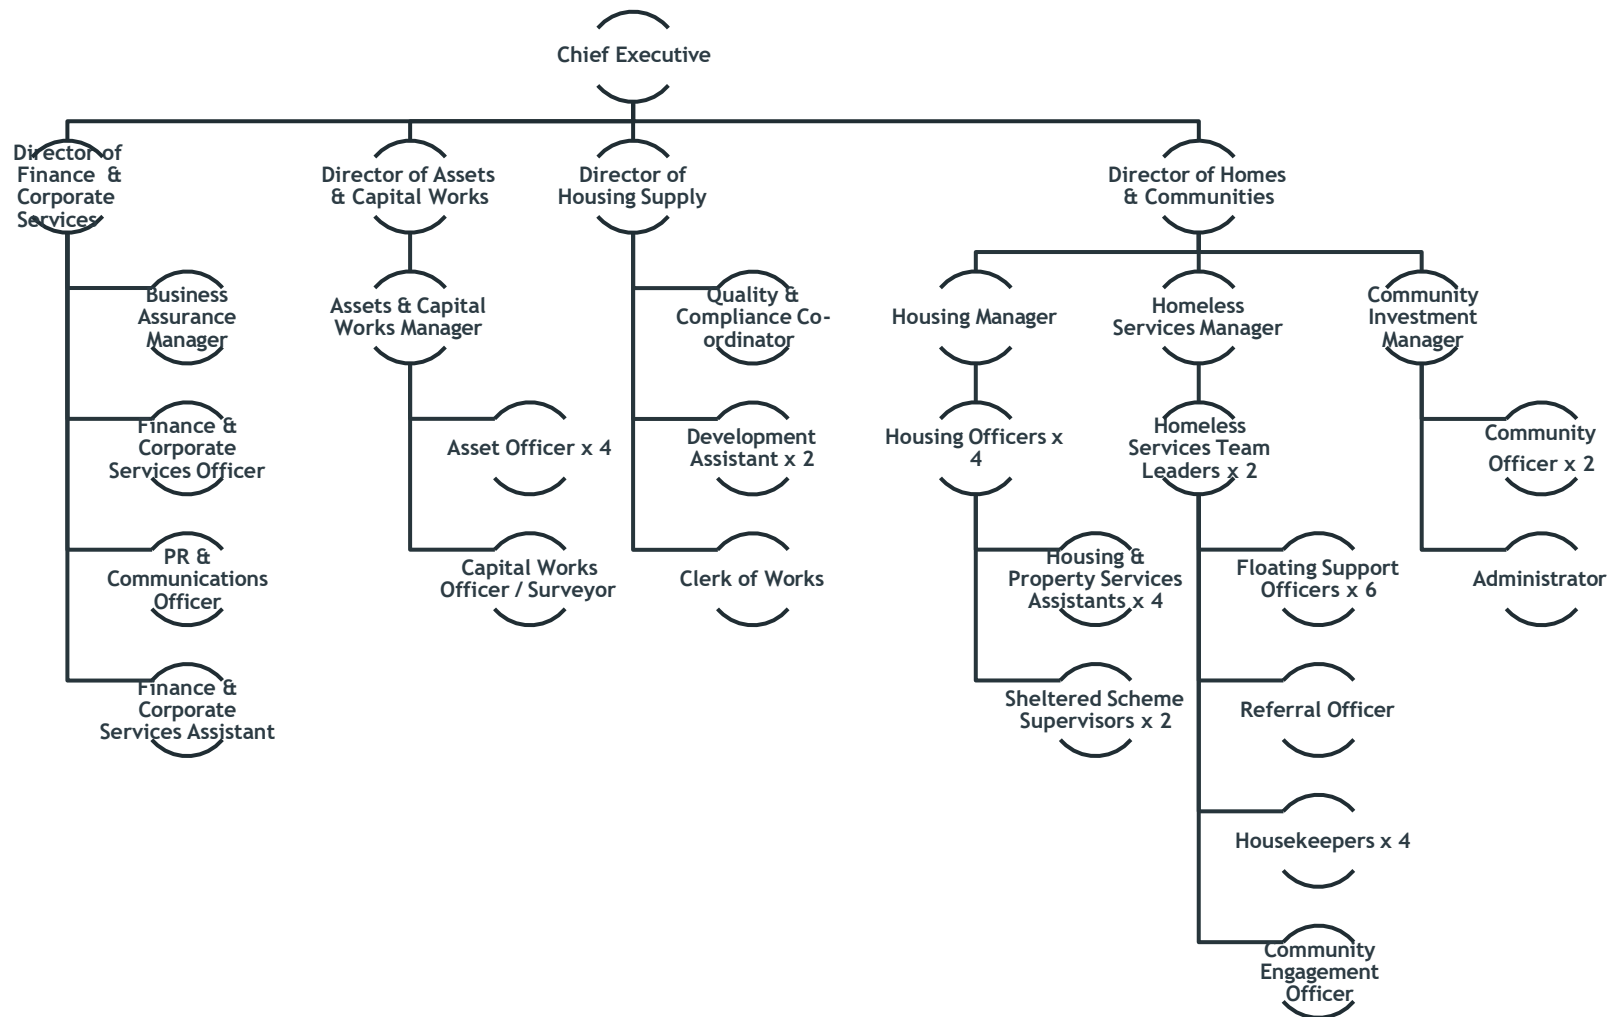 Chief Executive
Director of
Finance &
Corporate
Services
Director of Assets
& Capital Works
Director of
Housing Supply
Director of Homes
& Communities
Business
Assurance
Manager
Assets & Capital
Works Manager
Quality &
Compliance Co-
ordinator
Housing Manager
Homeless
Services Manager
Community
Investment
Manager
Finance &
Corporate
Services Officer
Asset Officer x 4
Development
Assistant x 2
Housing Officers x
4
Homeless
Services Team
Leaders x 2
Community
Officer x 2
PR &
Communications
Officer
Capital Works
Officer / Surveyor
Clerk of Works
Housing &
Property Services
Assistants x 4
Floating Support
Officers x 6
Administrator
Finance &
Corporate
Services Assistant
Sheltered Scheme
Supervisors x 2
Referral Officer
Housekeepers x 4
Community
Engagement
Officer